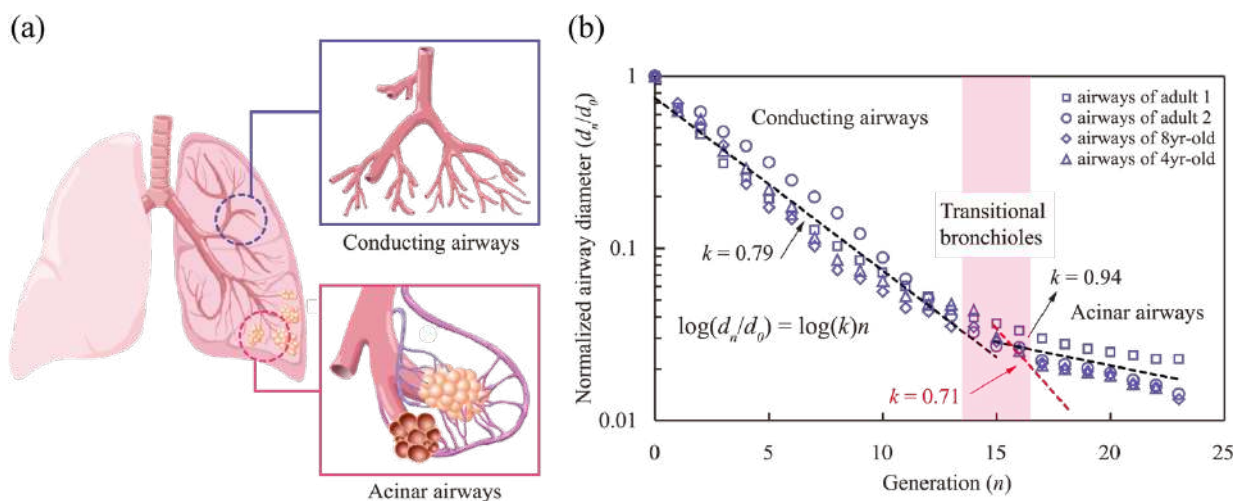 (a)
Conducting airways
Acinar airways
(b)
Normalized airway diameter (dₙ/d₀)
1
0.1
0.01
Conducting airways
airways of adult 1
airways of adult 2
airways of 8yr-old
airways of 4yr-old
Transitional
bronchioles
k = 0.79
k = 0.94
Acinar airways
log(dₙ/d₀) = log(k)n
k = 0.71
0 5 10 15 20 25
Generation (n)